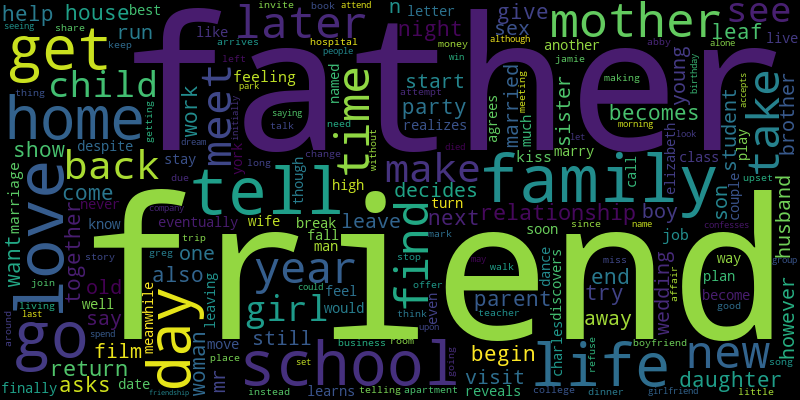 help house invite book attend
share best
run like letter
give
sex
night
later
father
mother see
leaf
another live
get
child
arrives
hospital
people
left
although
win
money
abby
alone
jamie
seeing
keep
thing
feeling
park
named
attempt
start
party
realizes
becomes
young
making
birthday
accepts
home meet
work
time
agrees
married
sister
student
take
brother
getting
saying
talk
need
without
meeting
much
morning
look
show
despite
york
initially
dream
kiss
marry
let
elizabeth
class
play
upset
back
stay
due
long
change
though
make
family
died
love
come
tell
high
decides
call
son
couple
want
marriage
together
never
know
company
eventually
wife
break
leave
turn
next
relationship
boy
job
husband
since
name
confesses
story
trip
greg
fall
man
mark
soon
miss
way
group
join
old
one
year
find
stop
walk
may
dance
end
wedding
plan
living
well
also
feel
could
offer
parent
discovers
try
affair
become
say
day
meanwhile
leaving
girl
still
would
think
even
upon
teacher
charles
away
good
however
last
around
go
film
woman
move
friend
business
room
begin
refuse
boyfriend
new
song
spend
return
mr
place
school
set
going
visit
life
daughter
finally
asks
date
friendship
instead
learns
telling
apartment
reveals
college
dinner
girlfriend
little